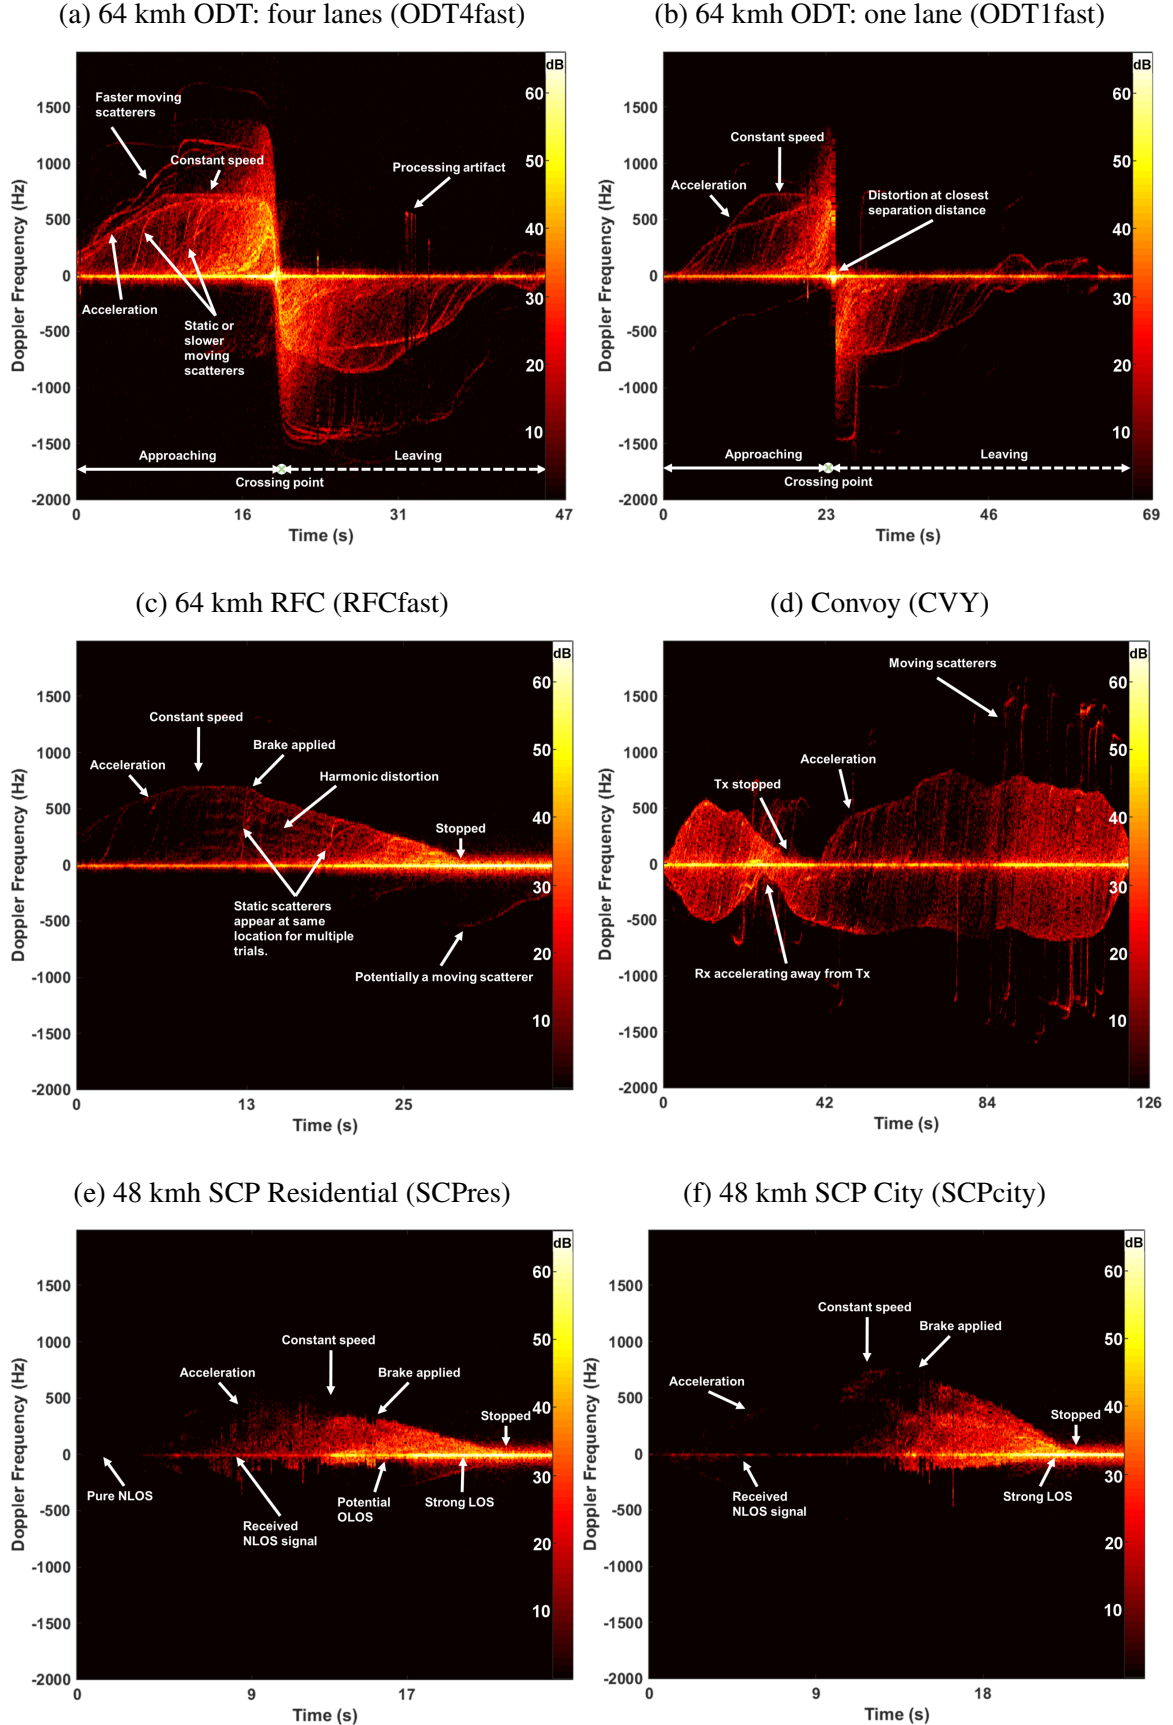 (a) 64 kmh ODT: four lanes (ODT4fast)
dB
60
50
40
30
20
10
1500
1000
500
0
-500
-1000
-1500
-2000
Doppler Frequency (Hz)
Faster moving
scatterers
Constant speed
Processing artifact
Acceleration
Static or
slower
moving
scatterers
Approaching
Leaving
Crossing point
0
16
31
47
Time (s)
(b) 64 kmh ODT: one lane (ODT1fast)
dB
60
50
40
30
20
10
1500
1000
500
0
-500
-1000
-1500
-2000
Doppler Frequency (Hz)
Constant speed
Acceleration
Distortion at closest
separation distance
Approaching
Leaving
Crossing point
0
23
46
69
Time (s)
(c) 64 kmh RFC (RFCfast)
dB
60
50
40
30
20
10
1500
1000
500
0
-500
-1000
-1500
-2000
Doppler Frequency (Hz)
Constant speed
Brake applied
Acceleration
Harmonic distortion
Stopped
Static scatterers
appear at same
location for multiple
trials.
Potentially a moving scatterer
0
13
25
Time (s)
(d) Convoy (CVY)
dB
60
50
40
30
20
10
1500
1000
500
0
-500
-1000
-1500
-2000
Doppler Frequency (Hz)
Moving scatterers
Acceleration
Tx stopped
Rx accelerating away from Tx
0
42
84
126
Time (s)
(e) 48 kmh SCP Residential (SCPres)
dB
60
50
40
30
20
10
1500
1000
500
0
-500
-1000
-1500
-2000
Doppler Frequency (Hz)
Constant speed
Acceleration
Brake applied
Stopped
Pure NLOS
Potential
OLOS
Strong LOS
Received
NLOS signal
0
9
17
Time (s)
(f) 48 kmh SCP City (SCPcity)
dB
60
50
40
30
20
10
1500
1000
500
0
-500
-1000
-1500
-2000
Doppler Frequency (Hz)
Constant speed
Brake applied
Acceleration
Stopped
Received
NLOS signal
Strong LOS
0
9
18
Time (s)